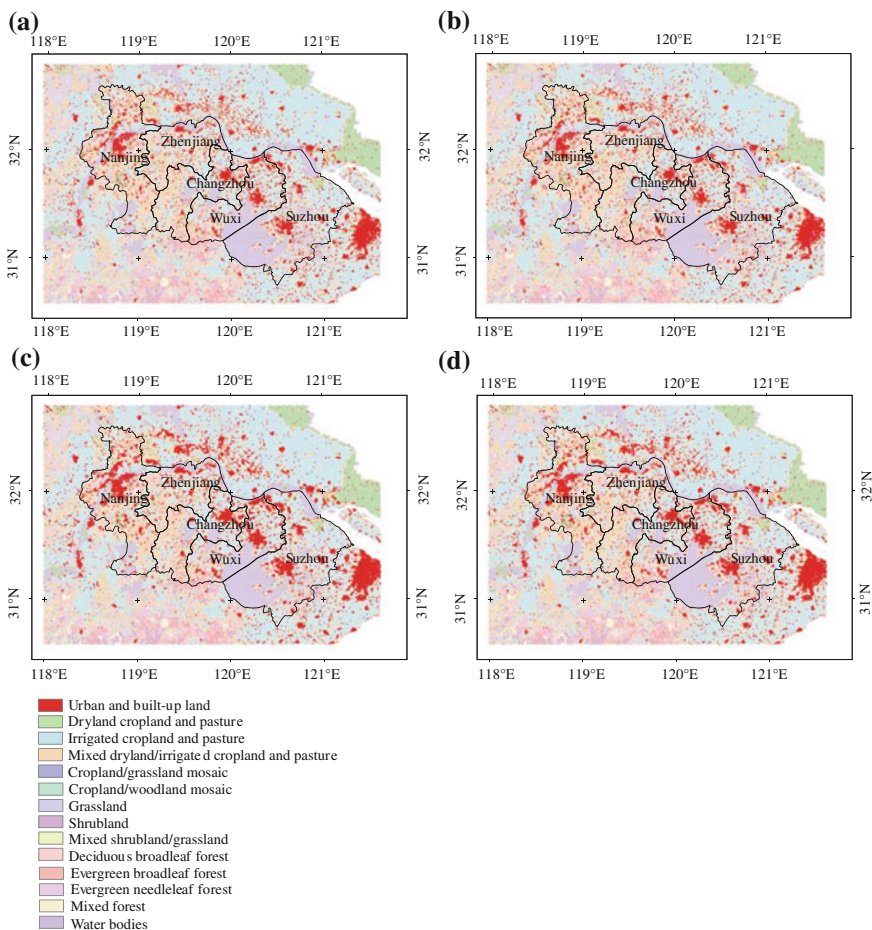 (a)
(b)
118°E 119°E 120°E 121°E
118°E 119°E 120°E 121°E
32°N
31°N
Nanjing
Zhenjiang
Changzhou
Wuxi
Suzhou
32°N
31°N
32°N
31°N
Nanjing
Zhenjiang
Changzhou
Wuxi
Suzhou
118°E 119°E 120°E 121°E
118°E 119°E 120°E 121°E
(c)
(d)
118°E 119°E 120°E 121°E
118°E 119°E 120°E 121°E
32°N
31°N
Nanjing
Zhenjiang
Changzhou
Wuxi
Suzhou
32°N
31°N
Nanjing
Zhenjiang
Changzhou
Wuxi
Suzhou
32°N
31°N
118°E 119°E 120°E 121°E
118°E 119°E 120°E 121°E
Urban and built-up land
Dryland cropland and pasture
Irrigated cropland and pasture
Mixed dryland/irrigated cropland and pasture
Cropland/grassland mosaic
Cropland/woodland mosaic
Grassland
Shrubland
Mixed shrubland/grassland
Deciduous broadleaf forest
Evergreen broadleaf forest
Evergreen needleleaf forest
Mixed forest
Water bodies